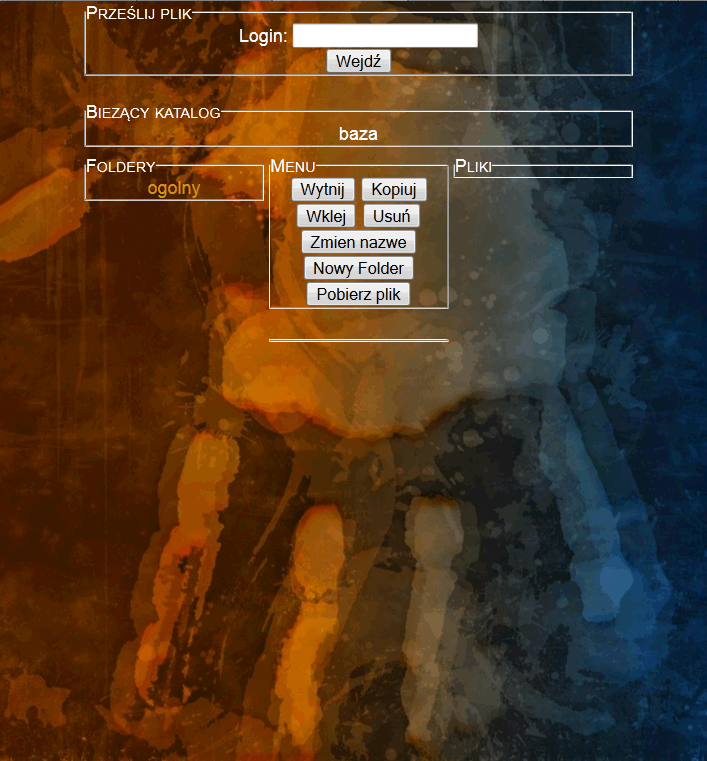 Prześlij plik
Login:
Wejdź
Bieżący katalog
baza
Foldery
ogolny
Menu
Wytnij Kopiuj
Wklej Usuń
Zmien nazwe
Nowy Folder
Pobierz plik
Pliki